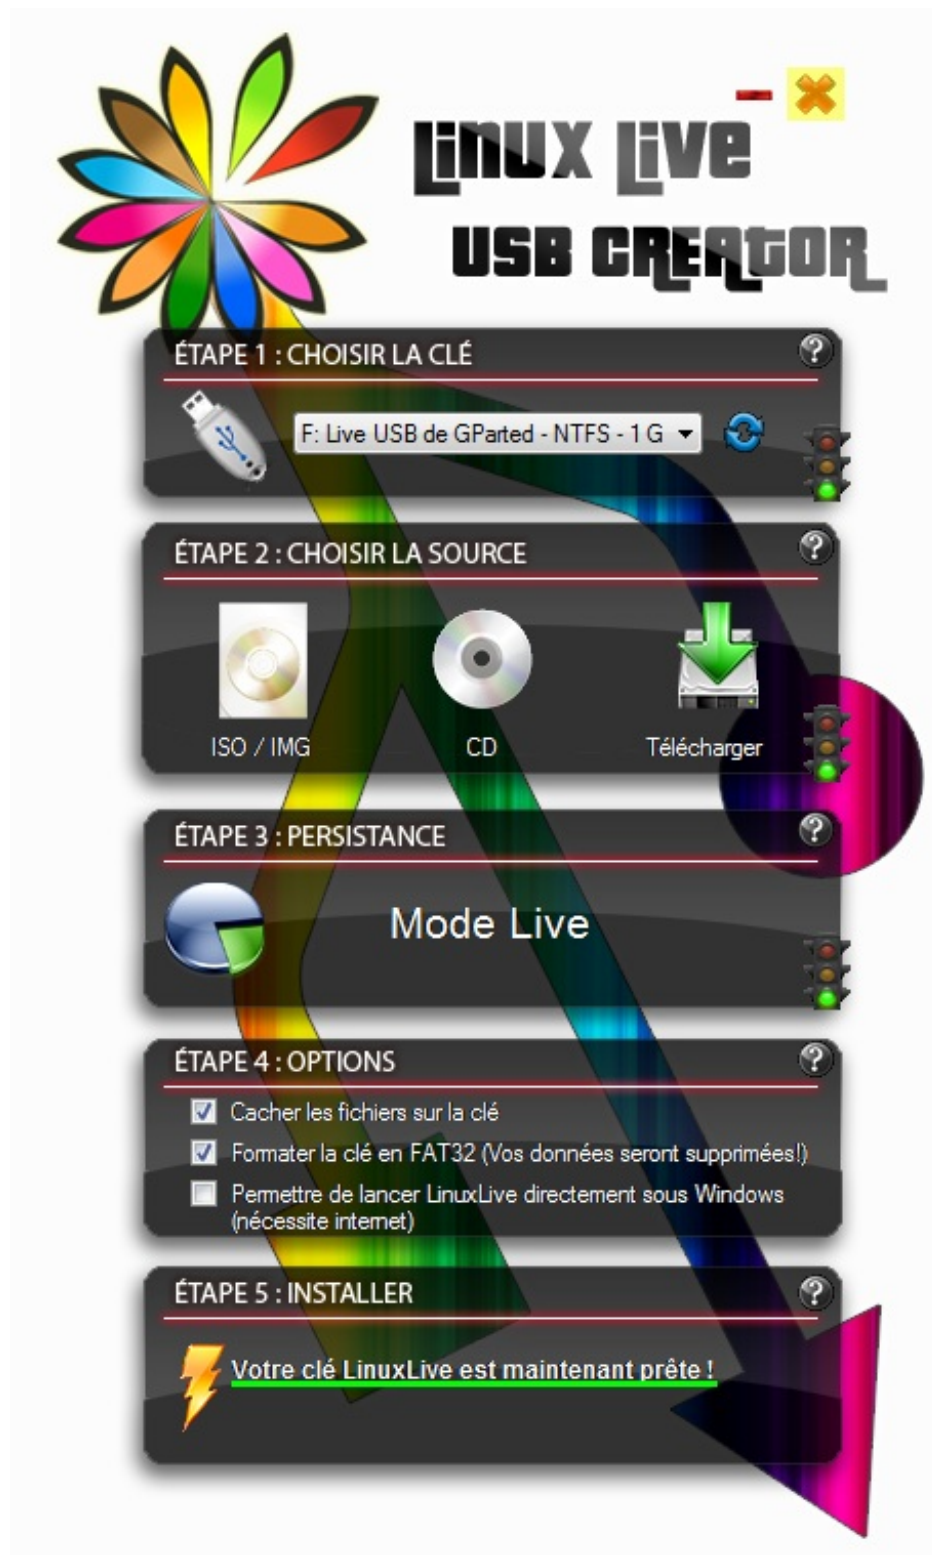 Linux Live
USB Creator
ÉTAPE 1 : CHOISIR LA CLÉ
?
F: Live USB de GParted - NTFS - 1 G
ÉTAPE 2 : CHOISIR LA SOURCE
?
ISO / IMG
CD
Télécharger
ÉTAPE 3 : PERSISTANCE
?
Mode Live
ÉTAPE 4 : OPTIONS
?
Cacher les fichiers sur la clé
Formater la clé en FAT32 (Vos données seront supprimées!)
Permettre de lancer LinuxLive directement sous Windows
(nécessite internet)
ÉTAPE 5 : INSTALLER
?
Votre clé LinuxLive est maintenant prête !